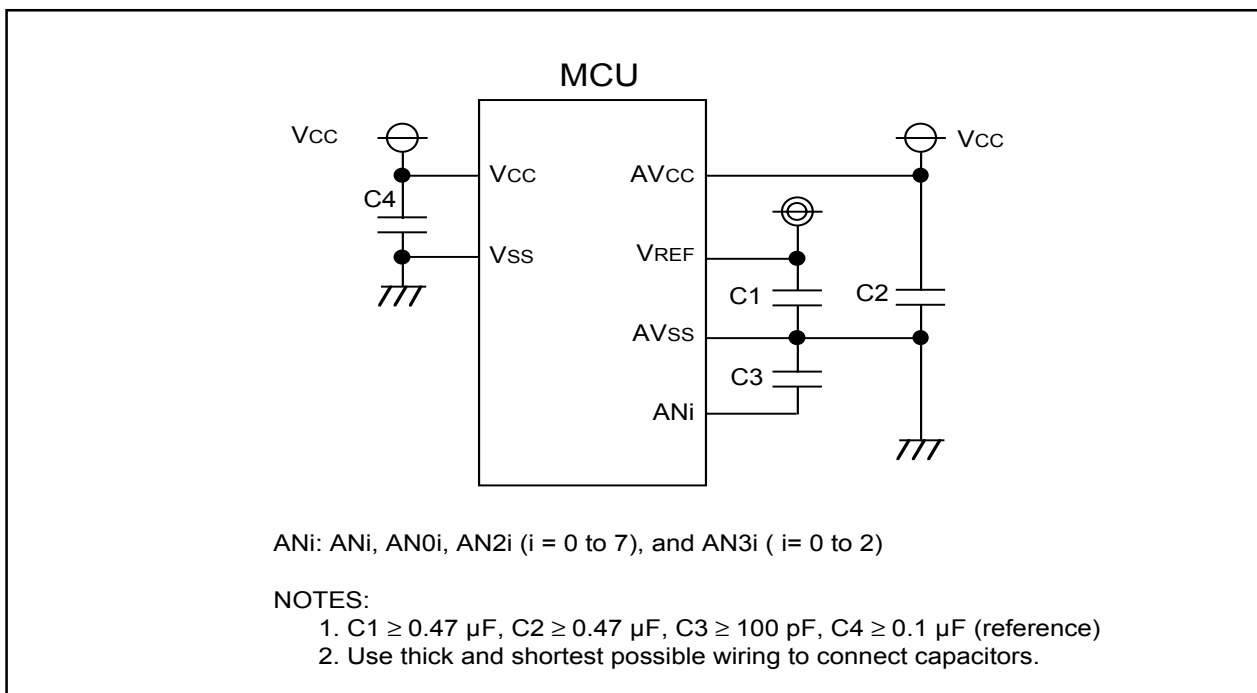 MCU
VCC
VCC
VCC
AVCC
C4
VSS
VREF
C1
C2
AVSS
C3
ANi
ANi: ANi, AN0i, AN2i (i = 0 to 7), and AN3i ( i= 0 to 2)
NOTES:
1. C1 ≥ 0.47 µF, C2 ≥ 0.47 µF, C3 ≥ 100 pF, C4 ≥ 0.1 µF (reference)
2. Use thick and shortest possible wiring to connect capacitors.